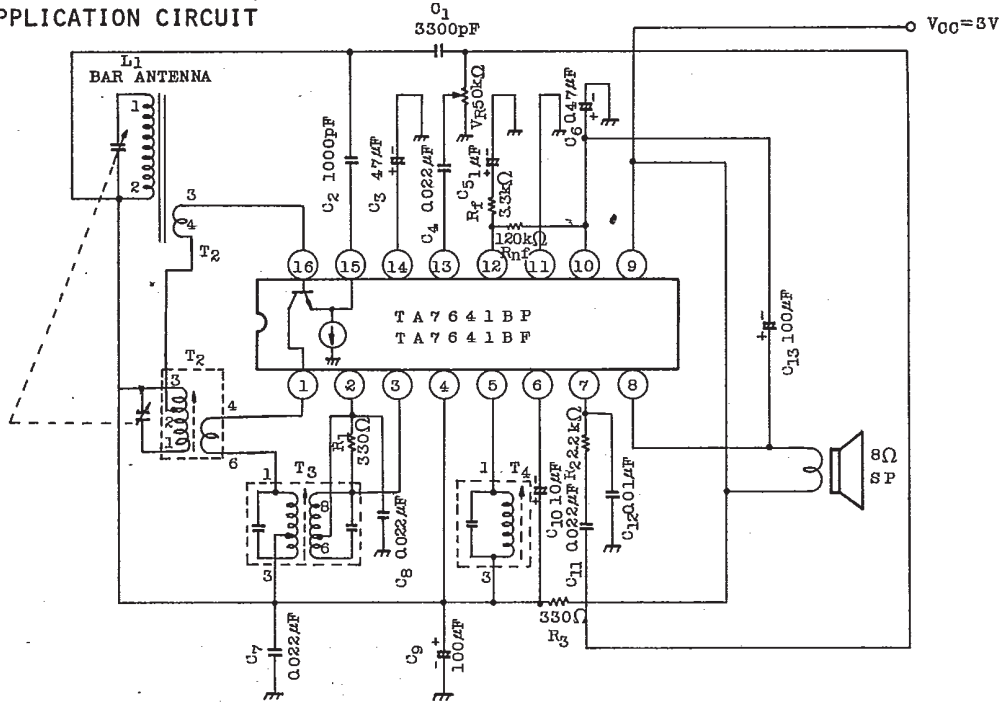 PPLICATION CIRCUIT
C1
3300pF
VCC=3V
L1
BAR ANTENNA
1
2
3
4
T2
C2 1000pF
C3 47μF
C4 0.022μF
VR50kΩ
C5 1μF
Rf 3.3kΩ
120kΩ
Rnf
C6 0.47μF
16
15
14
13
12
11
10
9
TA7641BP
TA7641BF
C13 100μF
1
2
3
4
5
6
7
8
T2
3
2
1
4
6
R1 330Ω
T3
1
3
8
6
C8 0.022μF
T4
1
3
C10 10μF
R2 2.2kΩ
C11 0.022μF
C12 0.01μF
8Ω
SP
330Ω
R3
C7 0.022μF
C9 100μF